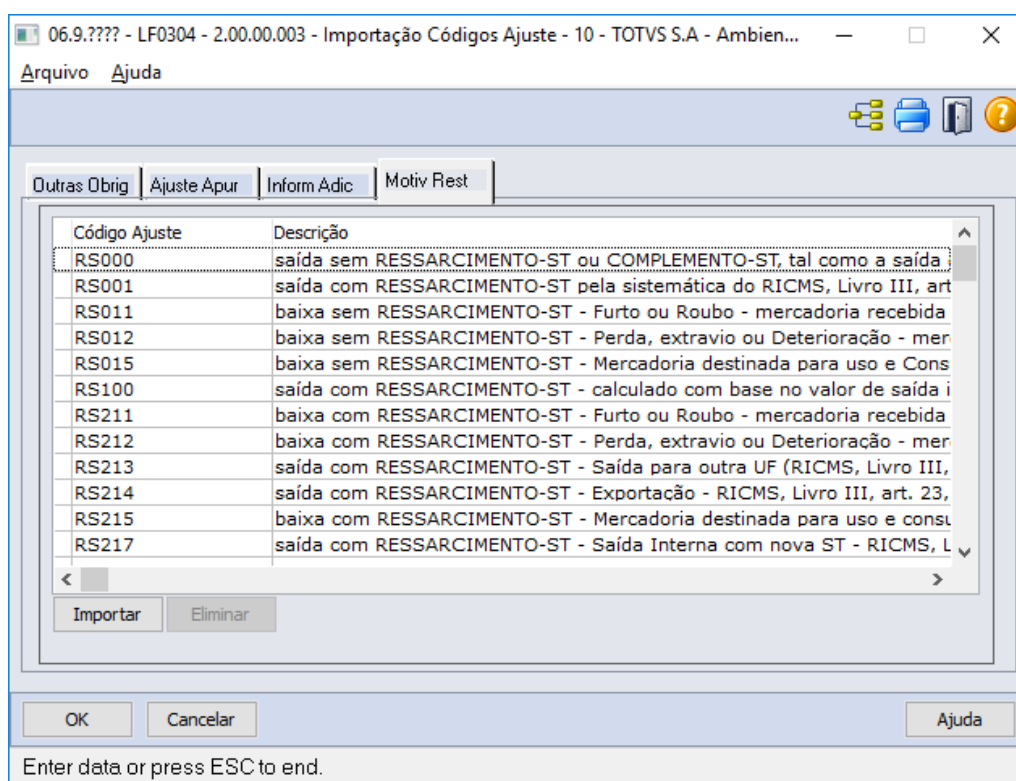 06.9.???? - LF0304 - 2.00.00.003 - Importação Códigos Ajuste - 10 - TOTVS S.A - Ambien...
Arquivo Ajuda
Outras Obrig Ajuste Apur Inform Adic Motiv Rest
Código Ajuste Descrição
RS000 saída sem RESSARCIMENTO-ST ou COMPLEMENTO-ST, tal como a saída
RS001 saída com RESSARCIMENTO-ST pela sistemática do RICMS, Livro III, art
RS011 baixa sem RESSARCIMENTO-ST - Furto ou Roubo - mercadoria recebida
RS012 baixa sem RESSARCIMENTO-ST - Perda, extravio ou Deterioração - mer
RS015 baixa sem RESSARCIMENTO-ST - Mercadoria destinada para uso e Cons
RS100 saída com RESSARCIMENTO-ST - calculado com base no valor de saída i
RS211 baixa com RESSARCIMENTO-ST - Furto ou Roubo - mercadoria recebida
RS212 baixa com RESSARCIMENTO-ST - Perda, extravio ou Deterioração - mer
RS213 saída com RESSARCIMENTO-ST - Saída para outra UF (RICMS, Livro III,
RS214 saída com RESSARCIMENTO-ST - Exportação - RICMS, Livro III, art. 23,
RS215 baixa com RESSARCIMENTO-ST - Mercadoria destinada para uso e consu
RS217 saída com RESSARCIMENTO-ST - Saída Interna com nova ST - RICMS, L
Importar Eliminar
OK Cancelar Ajuda
Enter data or press ESC to end.